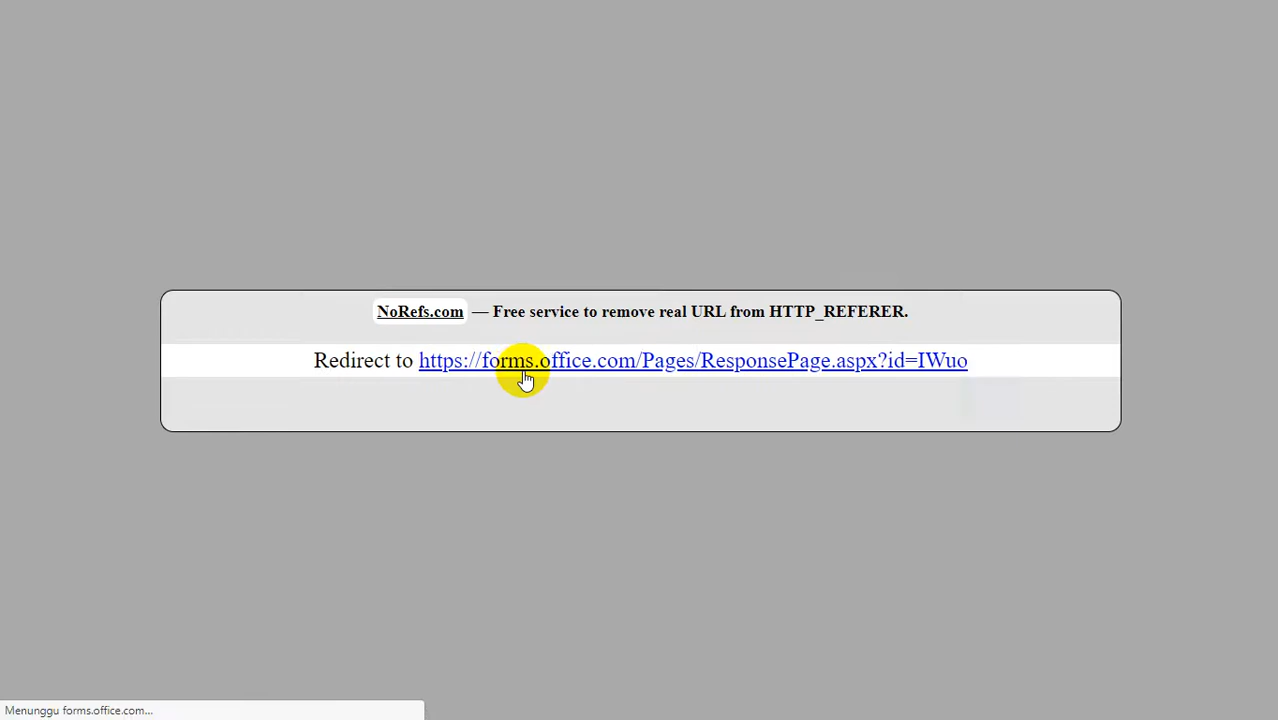 NoRefs.com — Free service to remove real URL from HTTP_REFERER.
Redirect to https://forms.office.com/Pages/ResponsePage.aspx?id=IWuo
Menunggu forms.office.com...